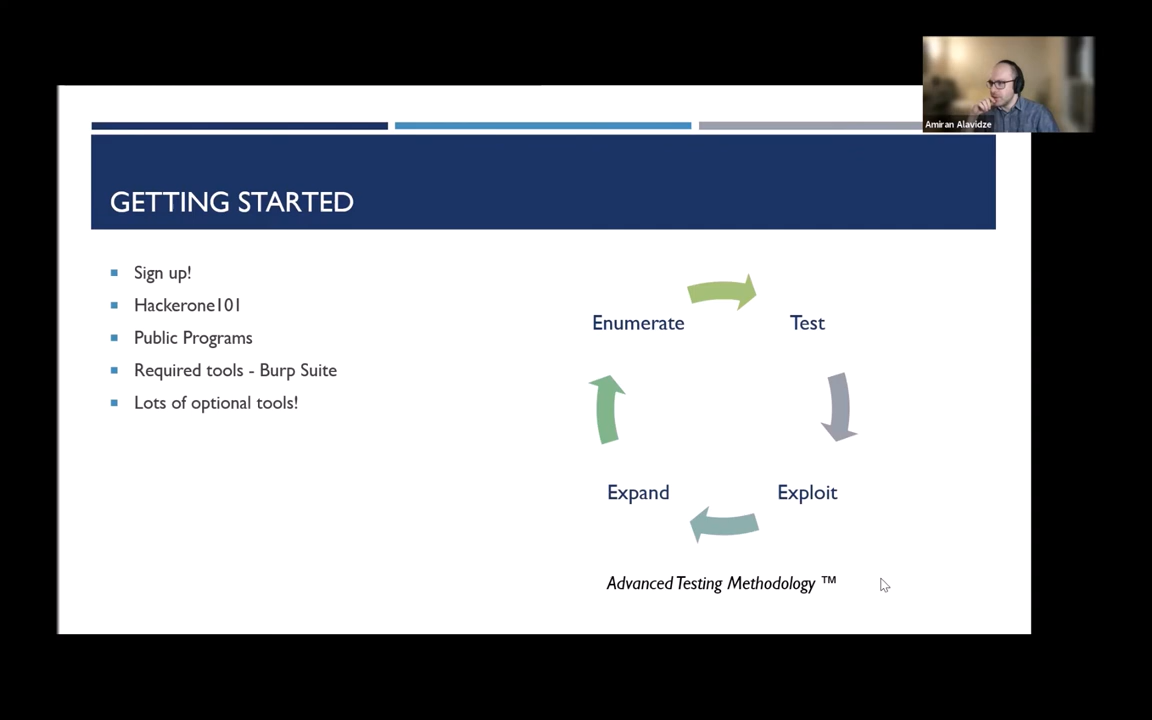 Amiran Alavidze
GETTING STARTED
Sign up!
Hackerone101
Public Programs
Required tools - Burp Suite
Lots of optional tools!
Enumerate
Test
Expand
Exploit
Advanced Testing Methodology ™